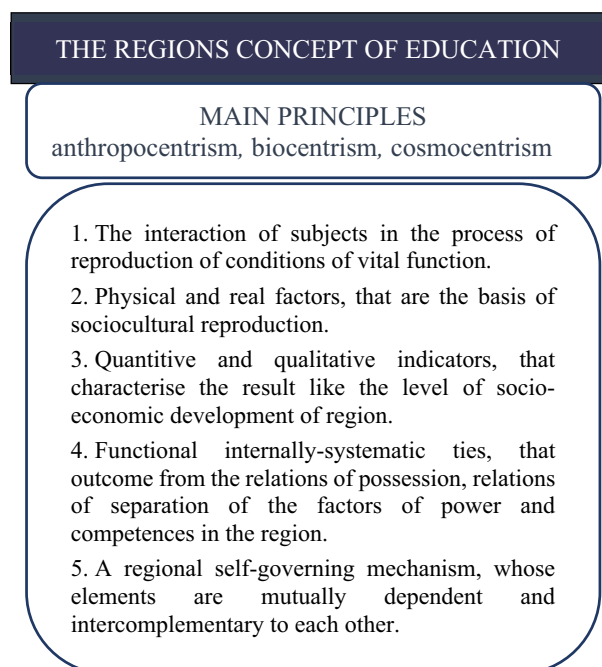 THE REGIONS CONCEPT OF EDUCATION
MAIN PRINCIPLES
anthropocentrism, biocentrism, cosmocentrism
1. The interaction of subjects in the process of
reproduction of conditions of vital function.
2. Physical and real factors, that are the basis of
sociocultural reproduction.
3. Quantitive and qualitative indicators, that
characterise the result like the level of socio-
economic development of region.
4. Functional internally-systematic ties, that
outcome from the relations of possession, relations
of separation of the factors of power and
competences in the region.
5. A regional self-governing mechanism, whose
elements are mutually dependent and
intercomplementary to each other.